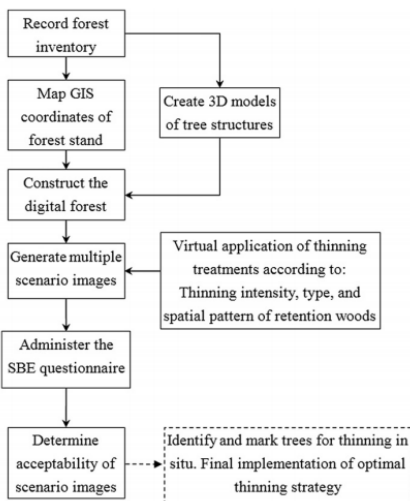 Record forest
inventory
Map GIS
coordinates of
forest stand
Create 3D models
of tree structures
Construct the
digital forest
Generate multiple
scenario images
Virtual application of thinning
treatments according to:
Thinning intensity, type, and
spatial pattern of retention woods
Administer the
SBE questionnaire
Determine
acceptability of
scenario images
Identify and mark trees for thinning in
situ. Final implementation of optimal
thinning strategy